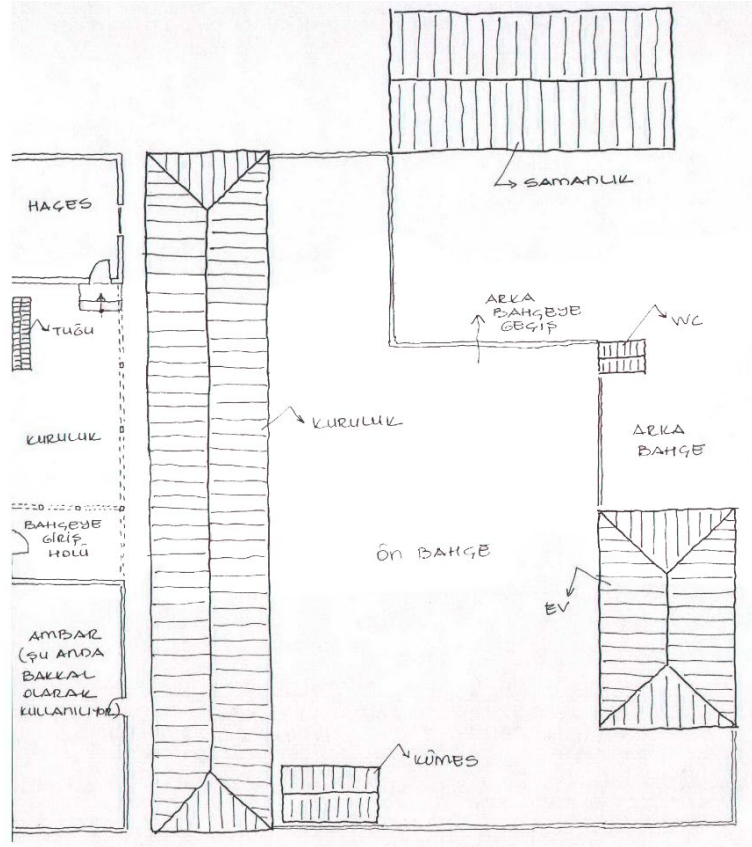 SAMANLIK
HAGES
TUĞU
ARKA
BAHÇEYE
GEÇİŞ
WC
KURULUK
KURULUK
ARKA
BAHÇE
BAHÇEYE
GİRİŞ
HOLÜ
ÖN BAHÇE
EV
AMBAR
(ŞU ANDA
BAKKAL
OLARAK
KULLANILIYOR)
KÜMES